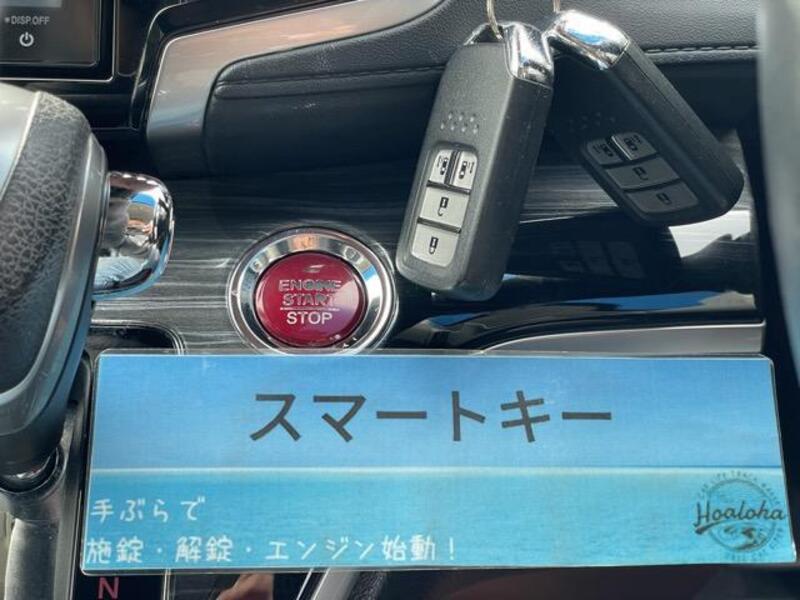 DISP.OFF
ENGINE
START
STOP
スマートキー
手ぶらで
施錠・解錠・エンジン始動！
Hoaloha
N